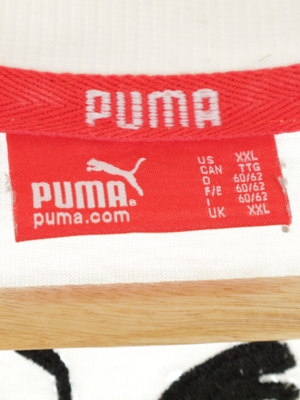 PUMA
PUMA
puma.com
US XXL
CAN TTG
D 60/62
F/E 60/62
I 60/62
UK XXL